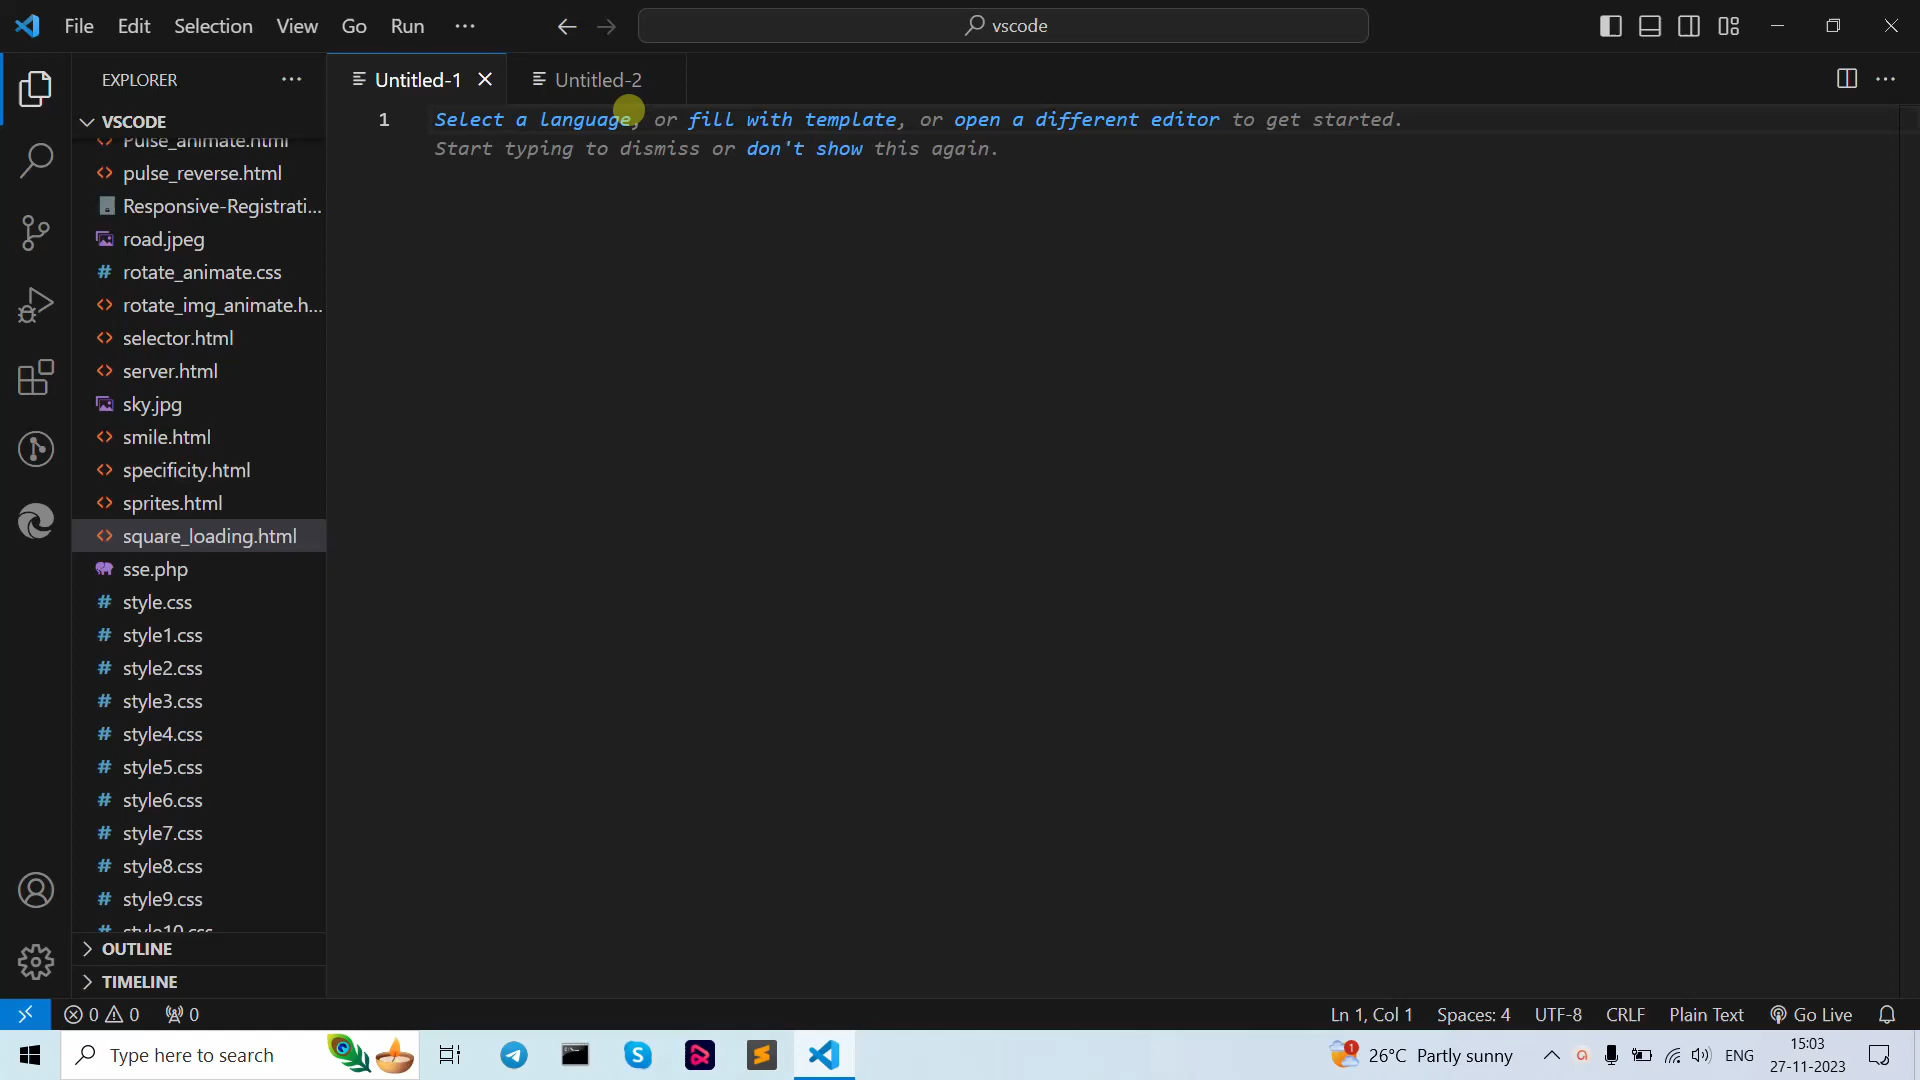 File Edit Selection View Go Run ···
vscode
EXPLORER ···
Untitled-1
Untitled-2
VSCODE
Pulse_animate.html
pulse_reverse.html
Responsive-Registrati...
road.jpeg
rotate_animate.css
rotate_img_animate.h...
selector.html
server.html
sky.jpg
smile.html
specificity.html
sprites.html
square_loading.html
sse.php
style.css
style1.css
style2.css
style3.css
style4.css
style5.css
style6.css
style7.css
style8.css
style9.css
style10.css
OUTLINE
TIMELINE
1 Select a language, or fill with template, or open a different editor to get started.
Start typing to dismiss or don't show this again.
0 0 0
Ln 1, Col 1 Spaces: 4 UTF-8 CRLF Plain Text Go Live
Type here to search
1 26°C Partly sunny
ENG
15:03
27-11-2023